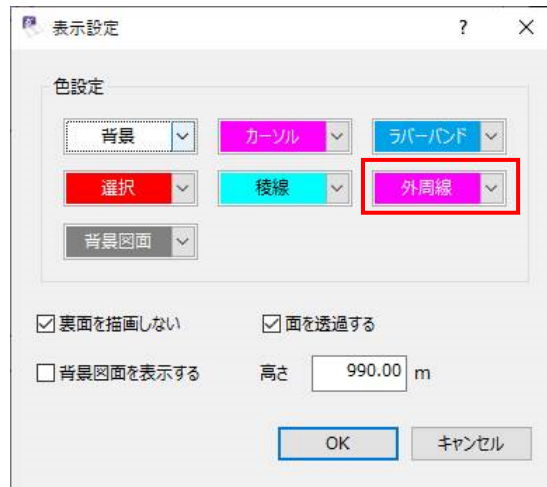 表示設定
?
色設定
背景 カーソル ラバーバンド
選択 稜線 外周線
背景図面
裏面を描画しない 面を透過する
背景図面を表示する 高さ 990.00 m
OK キャンセル